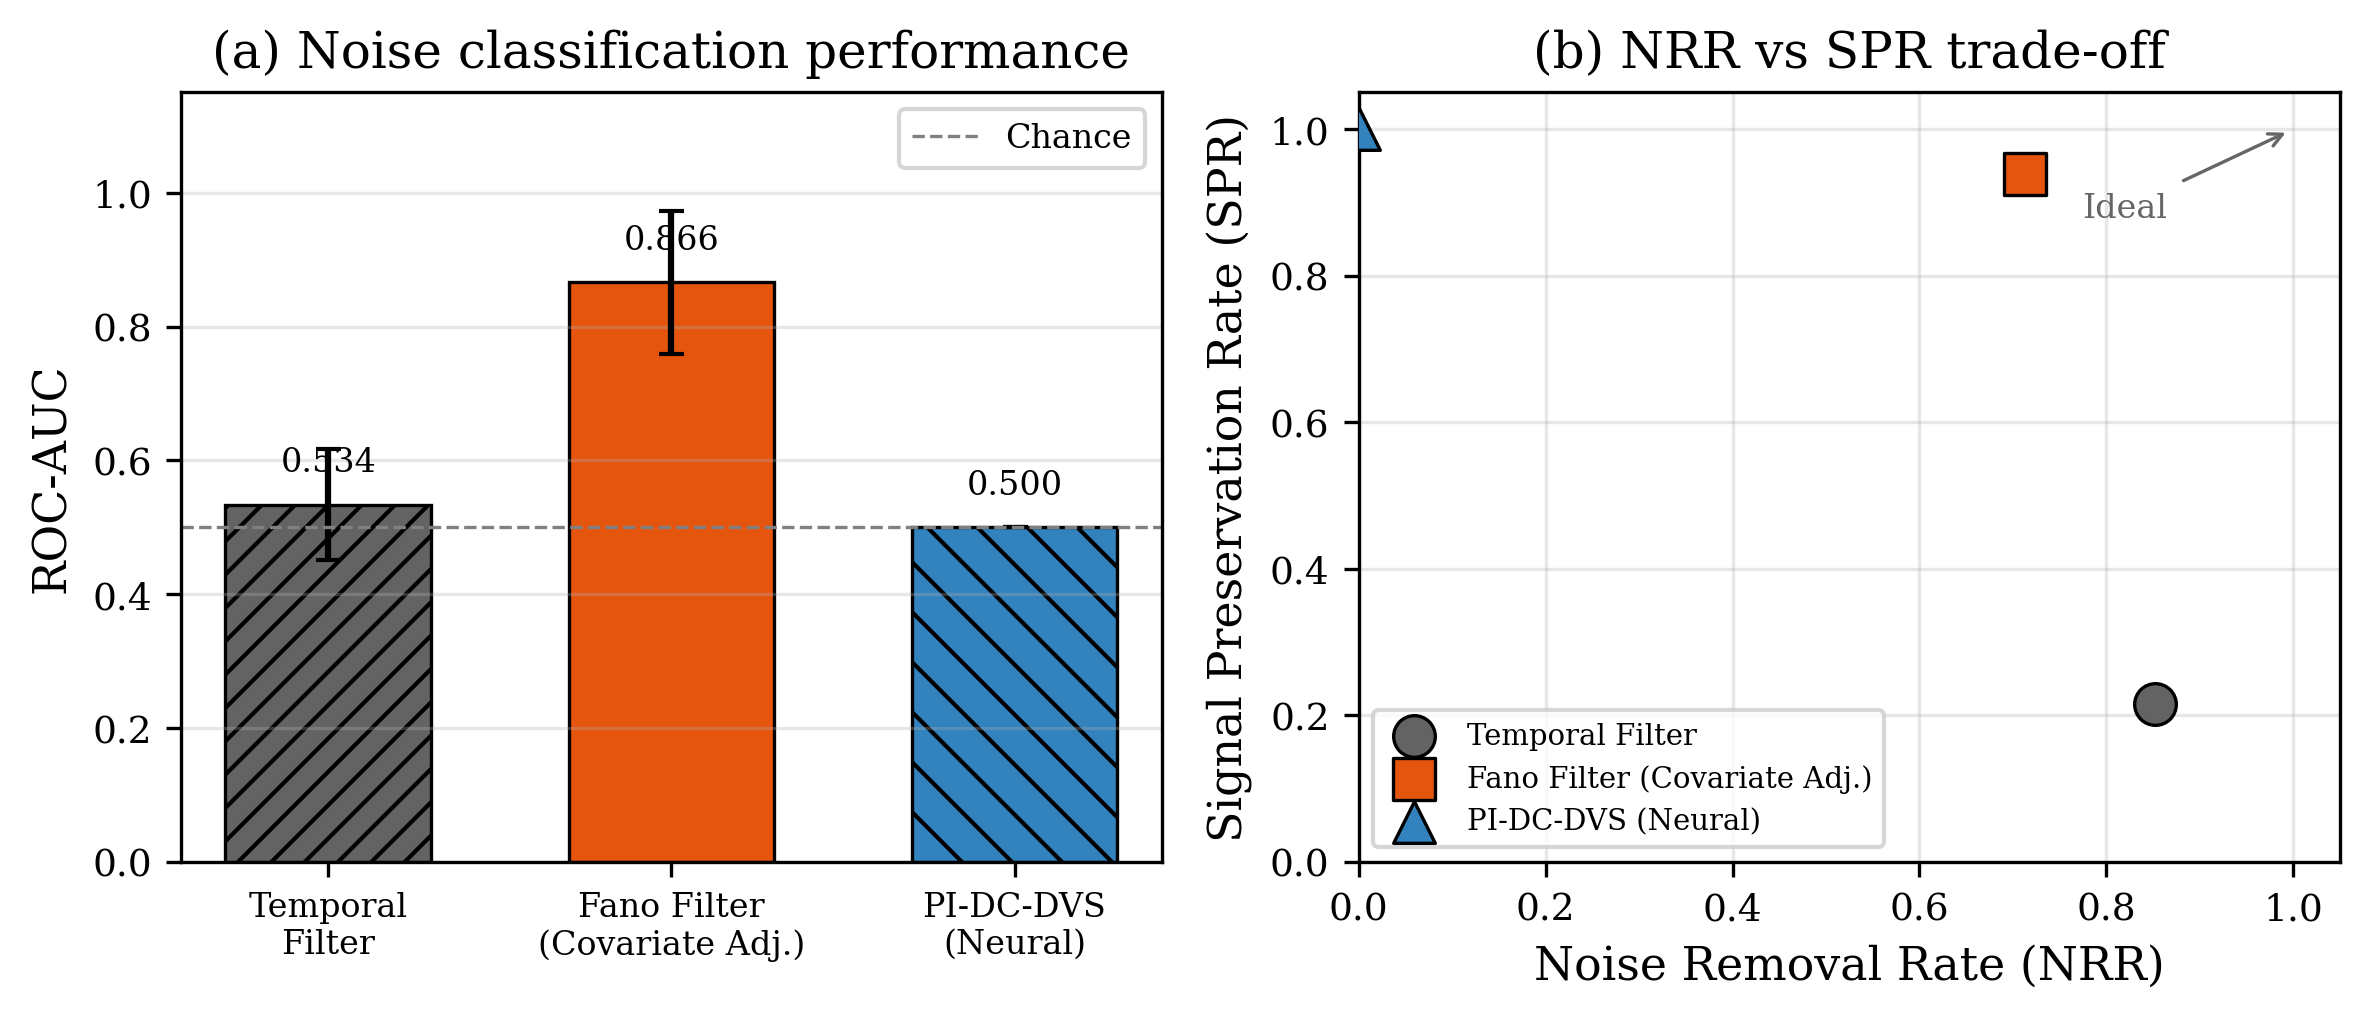 (a) Noise classification performance
ROC-AUC
1.0
0.8
0.6
0.4
0.2
0.0
Chance
0.534
0.866
0.500
Temporal
Filter
Fano Filter
(Covariate Adj.)
PI-DC-DVS
(Neural)
(b) NRR vs SPR trade-off
Signal Preservation Rate (SPR)
1.0
0.8
0.6
0.4
0.2
0.0
Ideal
Temporal Filter
Fano Filter (Covariate Adj.)
PI-DC-DVS (Neural)
0.0 0.2 0.4 0.6 0.8 1.0
Noise Removal Rate (NRR)